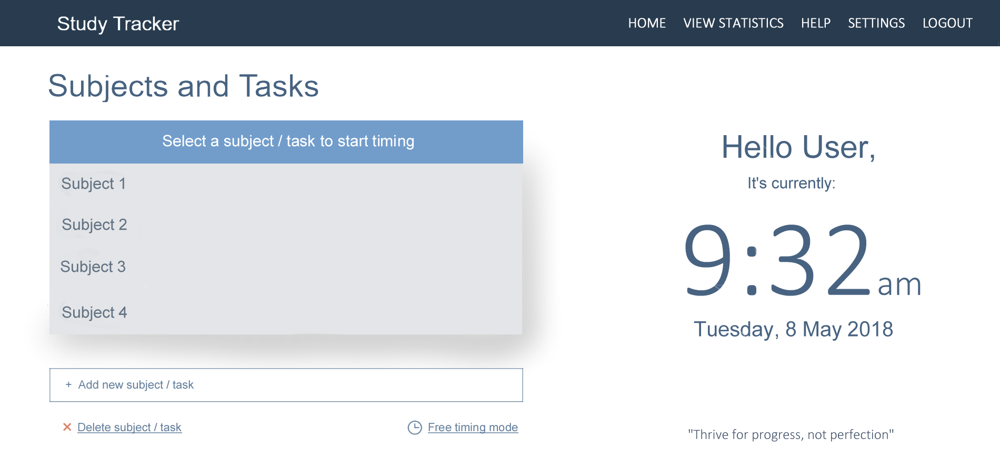 Study Tracker
HOME VIEW STATISTICS HELP SETTINGS LOGOUT
Subjects and Tasks
Select a subject / task to start timing
Subject 1
Subject 2
Subject 3
Subject 4
+ Add new subject / task
Delete subject / task
Free timing mode
Hello User,
It's currently:
9:32am
Tuesday, 8 May 2018
"Thrive for progress, not perfection"